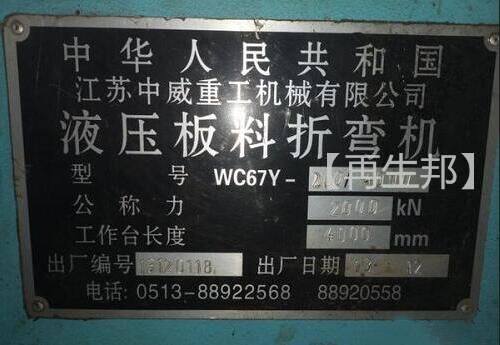 中华人民共和国
江苏中威重工机械有限公司
液压板料折弯机
型 号 WC67Y-
【再生邦】
公称力 2000 kN
工作台长度 4000 mm
出厂编号 出厂日期
电话: 0513-88922568 88920558